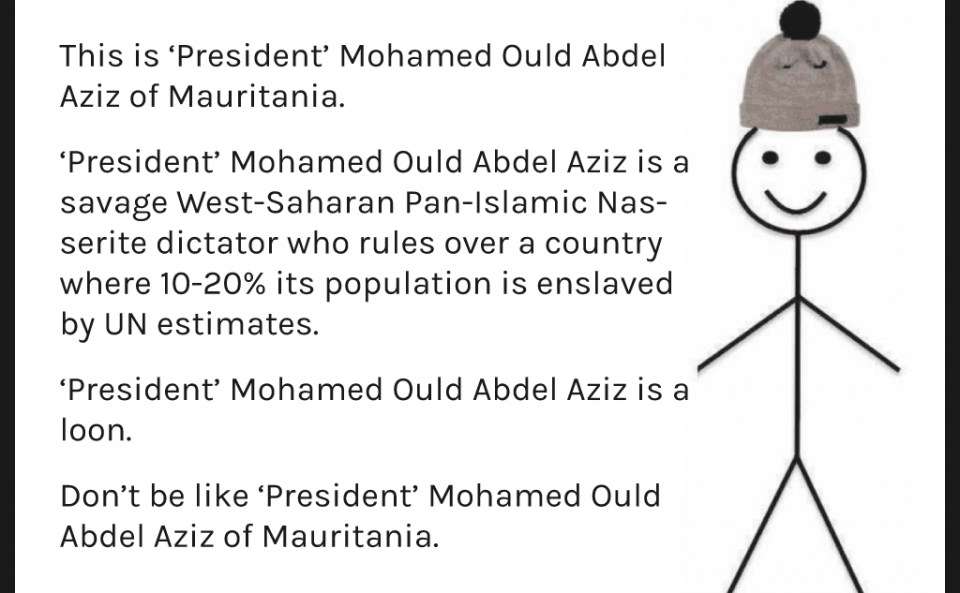 This is ‘President’ Mohamed Ould Abdel
Aziz of Mauritania.
‘President’ Mohamed Ould Abdel Aziz is a
savage West-Saharan Pan-Islamic Nas-
serite dictator who rules over a country
where 10-20% its population is enslaved
by UN estimates.
‘President’ Mohamed Ould Abdel Aziz is a
loon.
Don’t be like ‘President’ Mohamed Ould
Abdel Aziz of Mauritania.